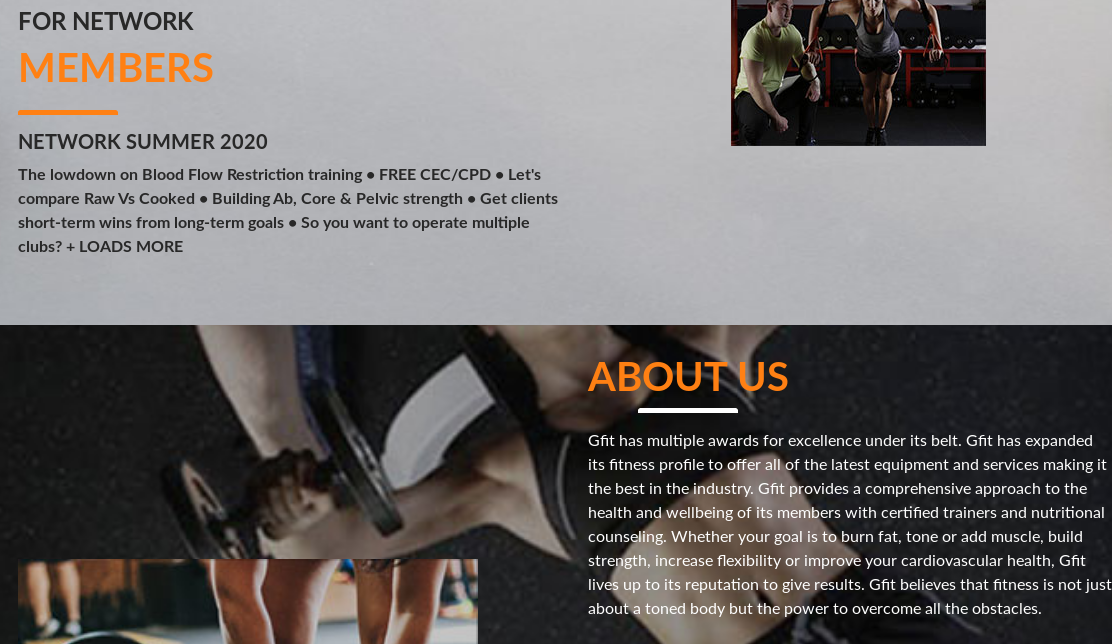 FOR NETWORK
MEMBERS
NETWORK SUMMER 2020
The lowdown on Blood Flow Restriction training • FREE CEC/CPD • Let's
compare Raw Vs Cooked • Building Ab, Core & Pelvic strength • Get clients
short-term wins from long-term goals • So you want to operate multiple
clubs? + LOADS MORE
ABOUT US
Gfit has multiple awards for excellence under its belt. Gfit has expanded
its fitness profile to offer all of the latest equipment and services making it
the best in the industry. Gfit provides a comprehensive approach to the
health and wellbeing of its members with certified trainers and nutritional
counseling. Whether your goal is to burn fat, tone or add muscle, build
strength, increase flexibility or improve your cardiovascular health, Gfit
lives up to its reputation to give results. Gfit believes that fitness is not just
about a toned body but the power to overcome all the obstacles.